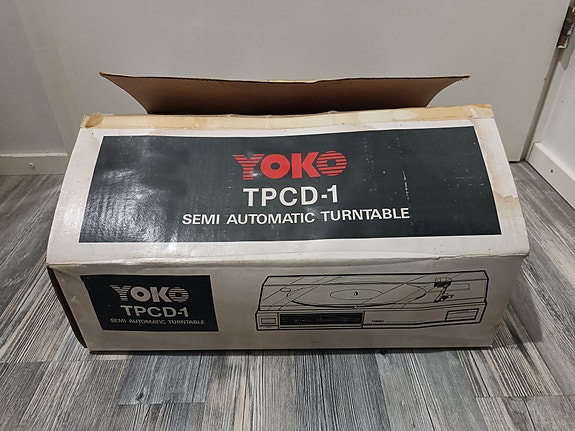 YOKO
TPCD-1
SEMI AUTOMATIC TURNTABLE
YOKO
TPCD-1
SEMI AUTOMATIC TURNTABLE